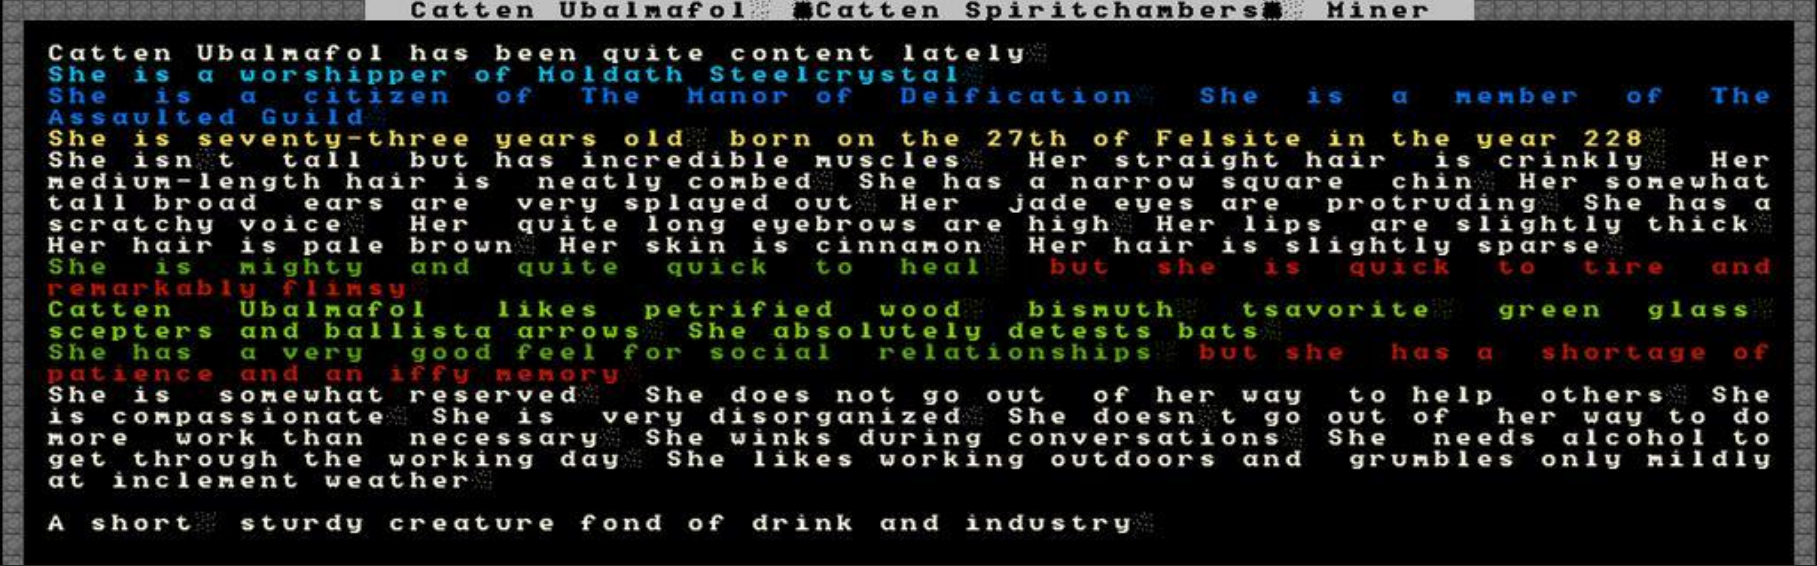 Catten Ubalmafol░ ☼Catten Spiritchambers☼░ Miner
Catten Ubalmafol has been quite content lately░
She is a worshipper of Moldath Steelcrystal░
She is a citizen of The Manor of Deification░ She is a member of The
Assaulted Guild░
She is seventy-three years old░ born on the 27th of Felsite in the year 228░
She isn░t tall but has incredible muscles░ Her straight hair is crinkly░ Her
medium-length hair is neatly combed░ She has a narrow square chin░ Her somewhat
tall broad ears are very splayed out░ Her jade eyes are protruding░ She has a
scratchy voice░ Her quite long eyebrows are high░ Her lips are slightly thick░
Her hair is pale brown░ Her skin is cinnamon░ Her hair is slightly sparse░
She is mighty and quite quick to heal░ but she is quick to tire and
remarkably flimsy░
Catten Ubalmafol likes petrified wood░ bismuth░ tsavorite░ green glass░
scepters and ballista arrows░ She absolutely detests bats░
She has a very good feel for social relationships░ but she has a shortage of
patience and an iffy memory░
She is somewhat reserved░ She does not go out of her way to help others░ She
is compassionate░ She is very disorganized░ She doesn░t go out of her way to do
more work than necessary░ She winks during conversations░ She needs alcohol to
get through the working day░ She likes working outdoors and grumbles only mildly
at inclement weather░
A short░ sturdy creature fond of drink and industry░